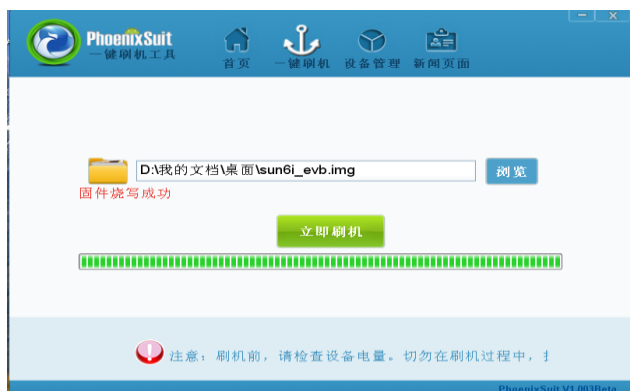 PhoenixSuit
一键刷机工具
首页 一键刷机 设备管理 新闻页面
D:\我的文档\桌面\sun6i_evb.img 浏览
固件烧写成功
立即刷机
注意：刷机前，请检查设备电量。切勿在刷机过程中，
PhoenixSuit V1.003Beta